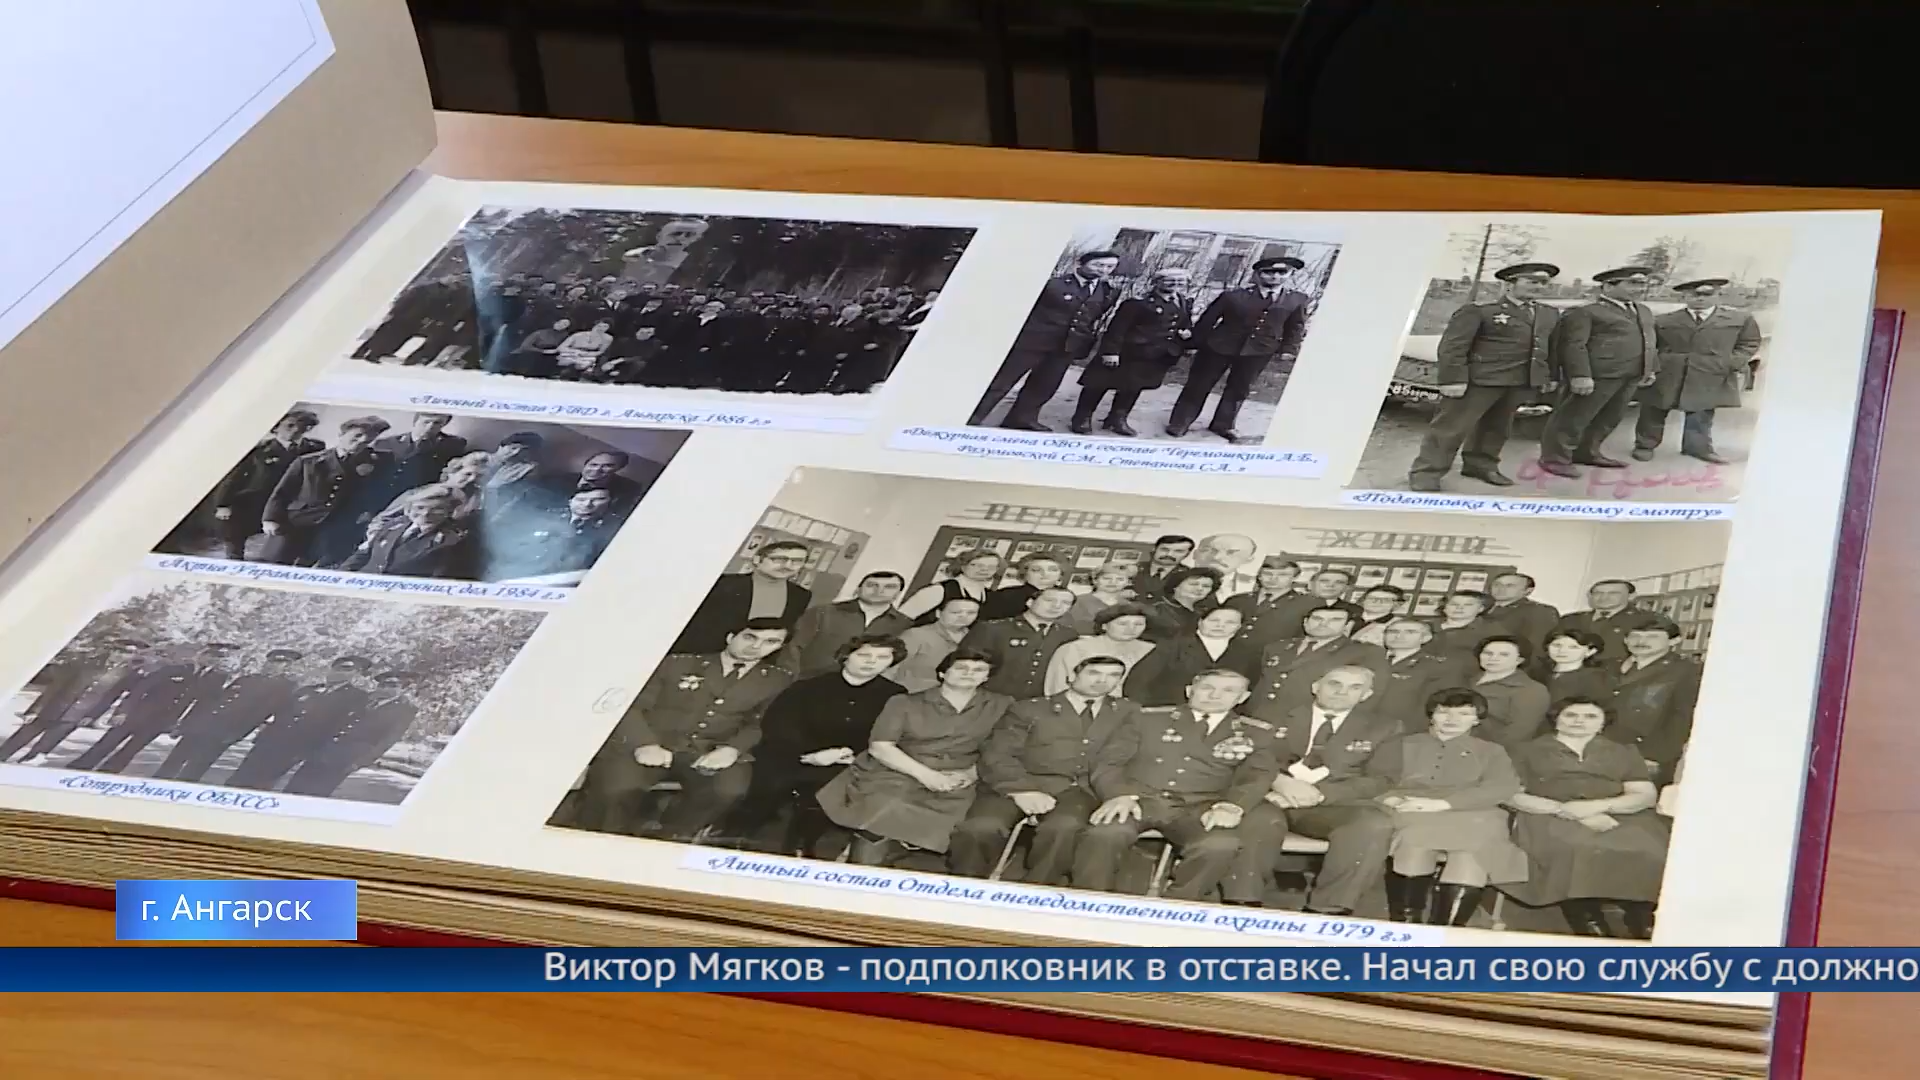 «Личный состав УВД г. Ангарска 1986 г.»
«Дежурная смена ОВО в составе Черемошкина А.Б.,
Разумовской С.М., Степанова С.А. »
«Подготовка к строевому смотру»
«Актив Управления внутренних дел 1984 г.»
ВЕЧНО
ЖИВОЙ
«Сотрудники ОБХСС»
«Личный состав Отдела вневедомственной охраны 1979 г.»
г. Ангарск
Виктор Мягков - подполковник в отставке. Начал свою службу с должно